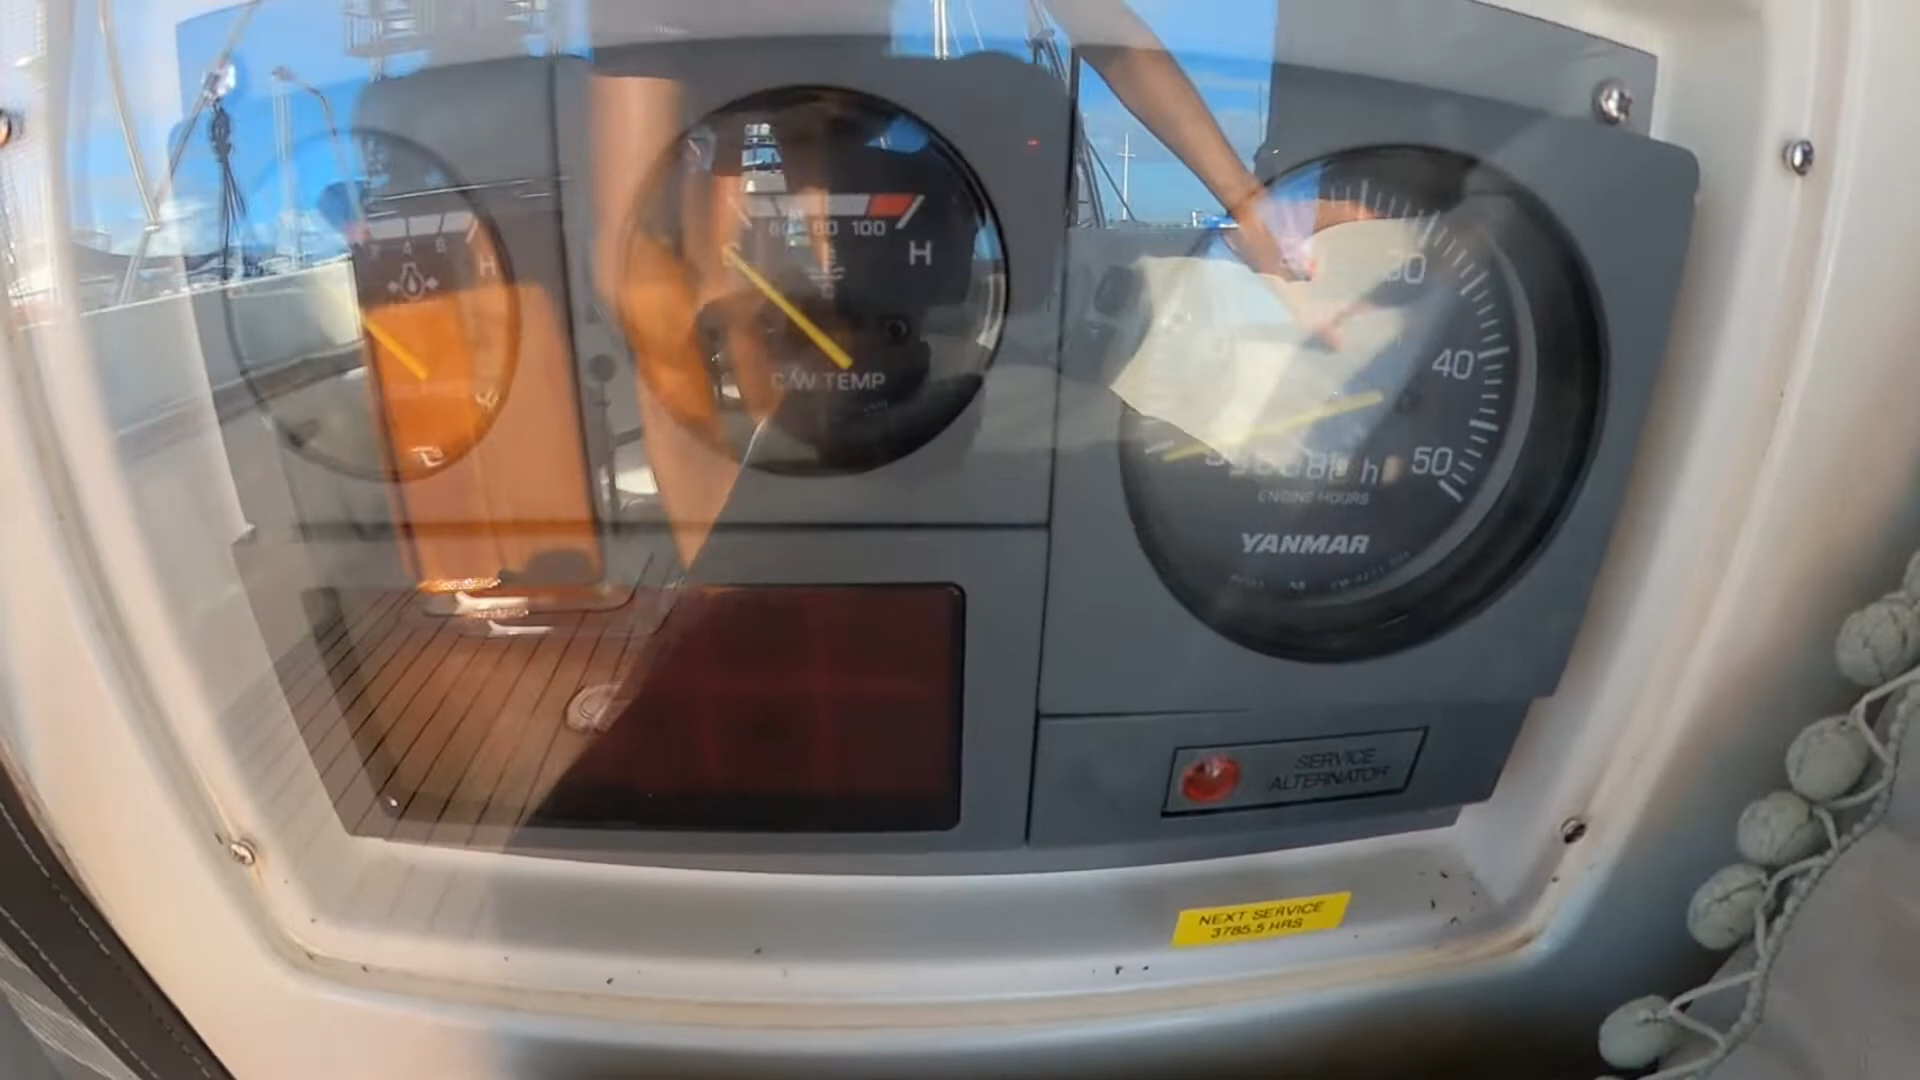 60 80 100
H
H
C
C.W TEMP
30
40
50
h
ENGINE HOURS
YANMAR
SERVICE
ALTERNATOR
NEXT SERVICE
3785.5 HRS